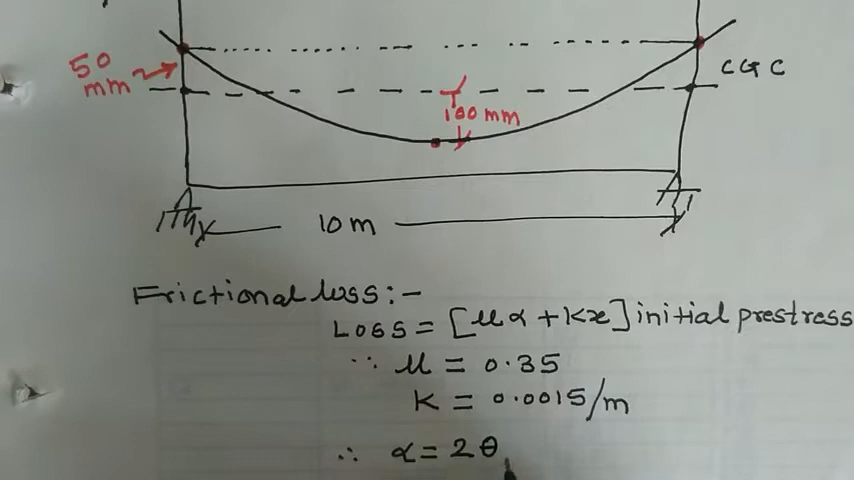 50
mm
CGC
100 mm
10 m
Frictional loss:-
Loss = [μα + Kx] initial prestress
∴ μ = 0.35
K = 0.0015/m
∴ α = 2θ